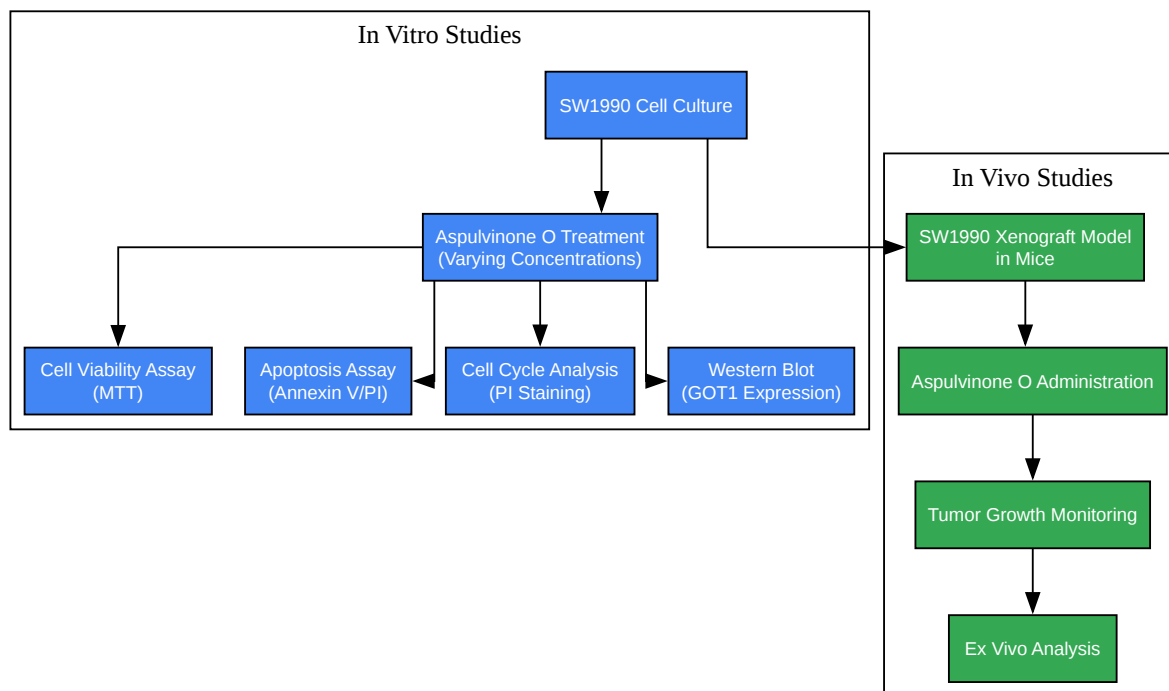 In Vitro Studies
SW1990 Cell Culture
Aspulvinone O Treatment
(Varying Concentrations)
Cell Viability Assay
(MTT)
Apoptosis Assay
(Annexin V/PI)
Cell Cycle Analysis
(PI Staining)
Western Blot
(GOT1 Expression)
In Vivo Studies
SW1990 Xenograft Model
in Mice
Aspulvinone O Administration
Tumor Growth Monitoring
Ex Vivo Analysis